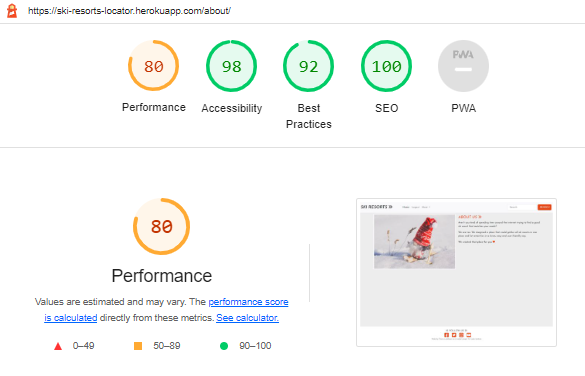 https://ski-resorts-locator.herokuapp.com/about/
80
98
92
100
PWA
Performance
Accessibility
Best
Practices
SEO
PWA
80
Performance
Values are estimated and may vary. The performance score
is calculated directly from these metrics. See calculator.
0–49
50–89
90–100
SKI RESORTS
ABOUT US